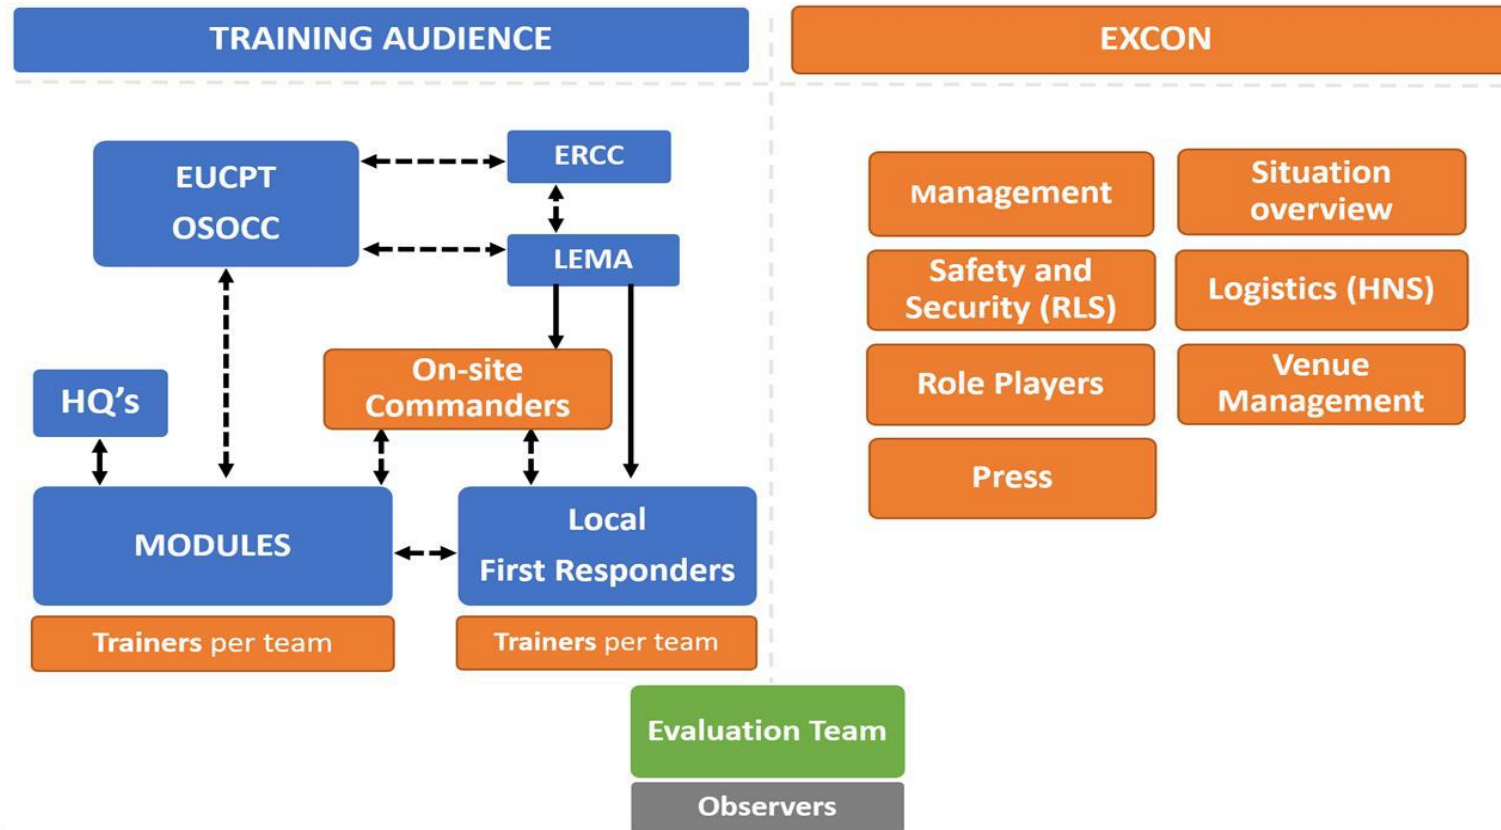 TRAINING AUDIENCE
EXCON
EUCPT
OSOCC
ERCC
LEMA
On-site
Commanders
HQ’s
MODULES
Local
First Responders
Trainers per team
Trainers per team
Management
Situation
overview
Safety and
Security (RLS)
Logistics (HNS)
Role Players
Venue
Management
Press
Evaluation Team
Observers